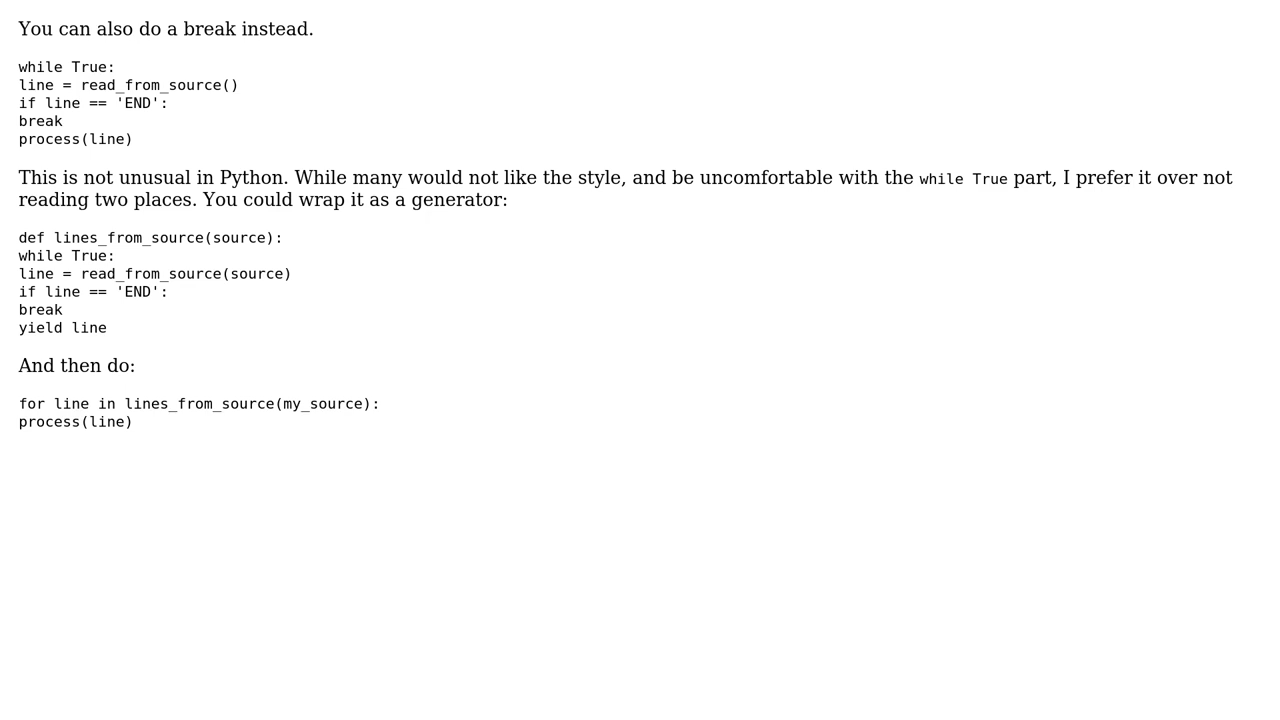 You can also do a break instead.
while True:
line = read_from_source()
if line == 'END':
break
process(line)
This is not unusual in Python. While many would not like the style, and be uncomfortable with the while True part, I prefer it over not
reading two places. You could wrap it as a generator:
def lines_from_source(source):
while True:
line = read_from_source(source)
if line == 'END':
break
yield line
And then do:
for line in lines_from_source(my_source):
process(line)